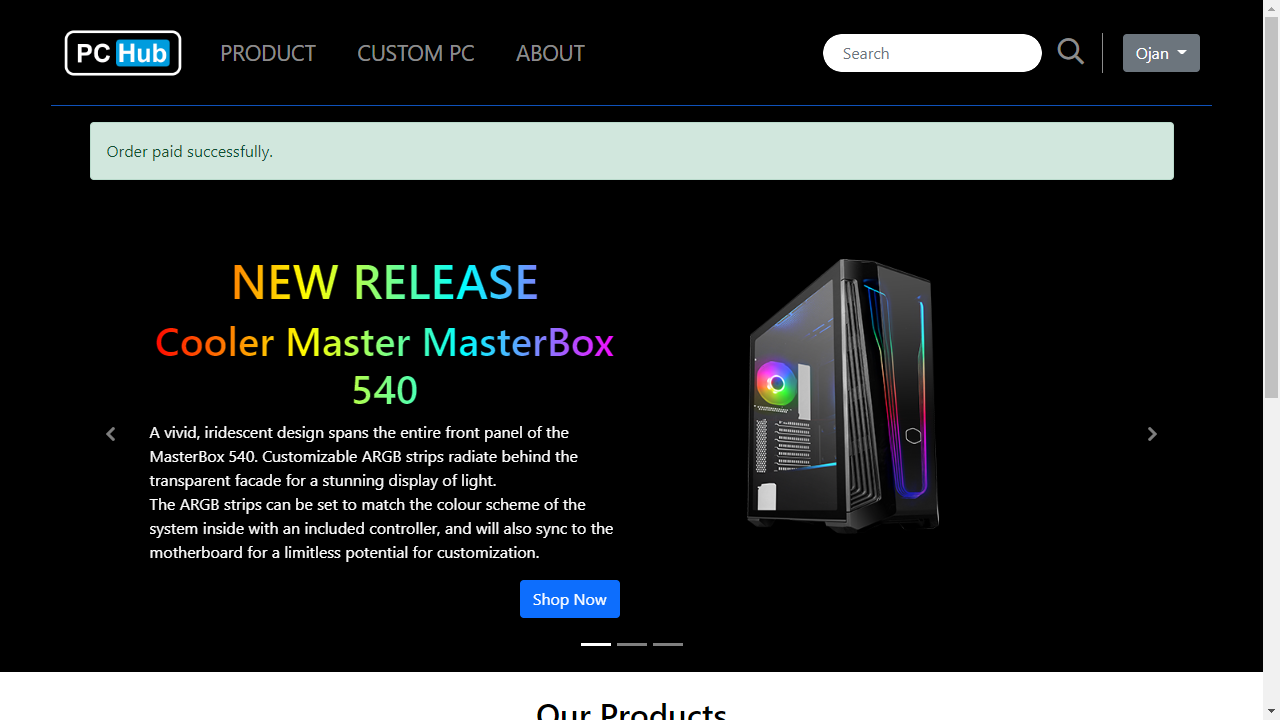 PC Hub
PRODUCT
CUSTOM PC
ABOUT
Search
Ojan
Order paid successfully.
NEW RELEASE
Cooler Master MasterBox
540
A vivid, iridescent design spans the entire front panel of the
MasterBox 540. Customizable ARGB strips radiate behind the
transparent facade for a stunning display of light.
The ARGB strips can be set to match the colour scheme of the
system inside with an included controller, and will also sync to the
motherboard for a limitless potential for customization.
Shop Now
Our Products